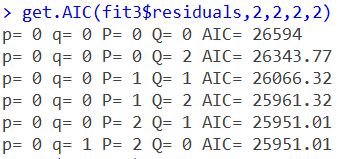 > get.AIC(fit3$residuals,2,2,2,2)
p= 0 q= 0 P= 0 Q= 0 AIC= 26594
p= 0 q= 0 P= 0 Q= 2 AIC= 26343.77
p= 0 q= 0 P= 1 Q= 1 AIC= 26066.32
p= 0 q= 0 P= 1 Q= 2 AIC= 25961.32
p= 0 q= 0 P= 2 Q= 1 AIC= 25951.01
p= 0 q= 1 P= 2 Q= 0 AIC= 25951.01